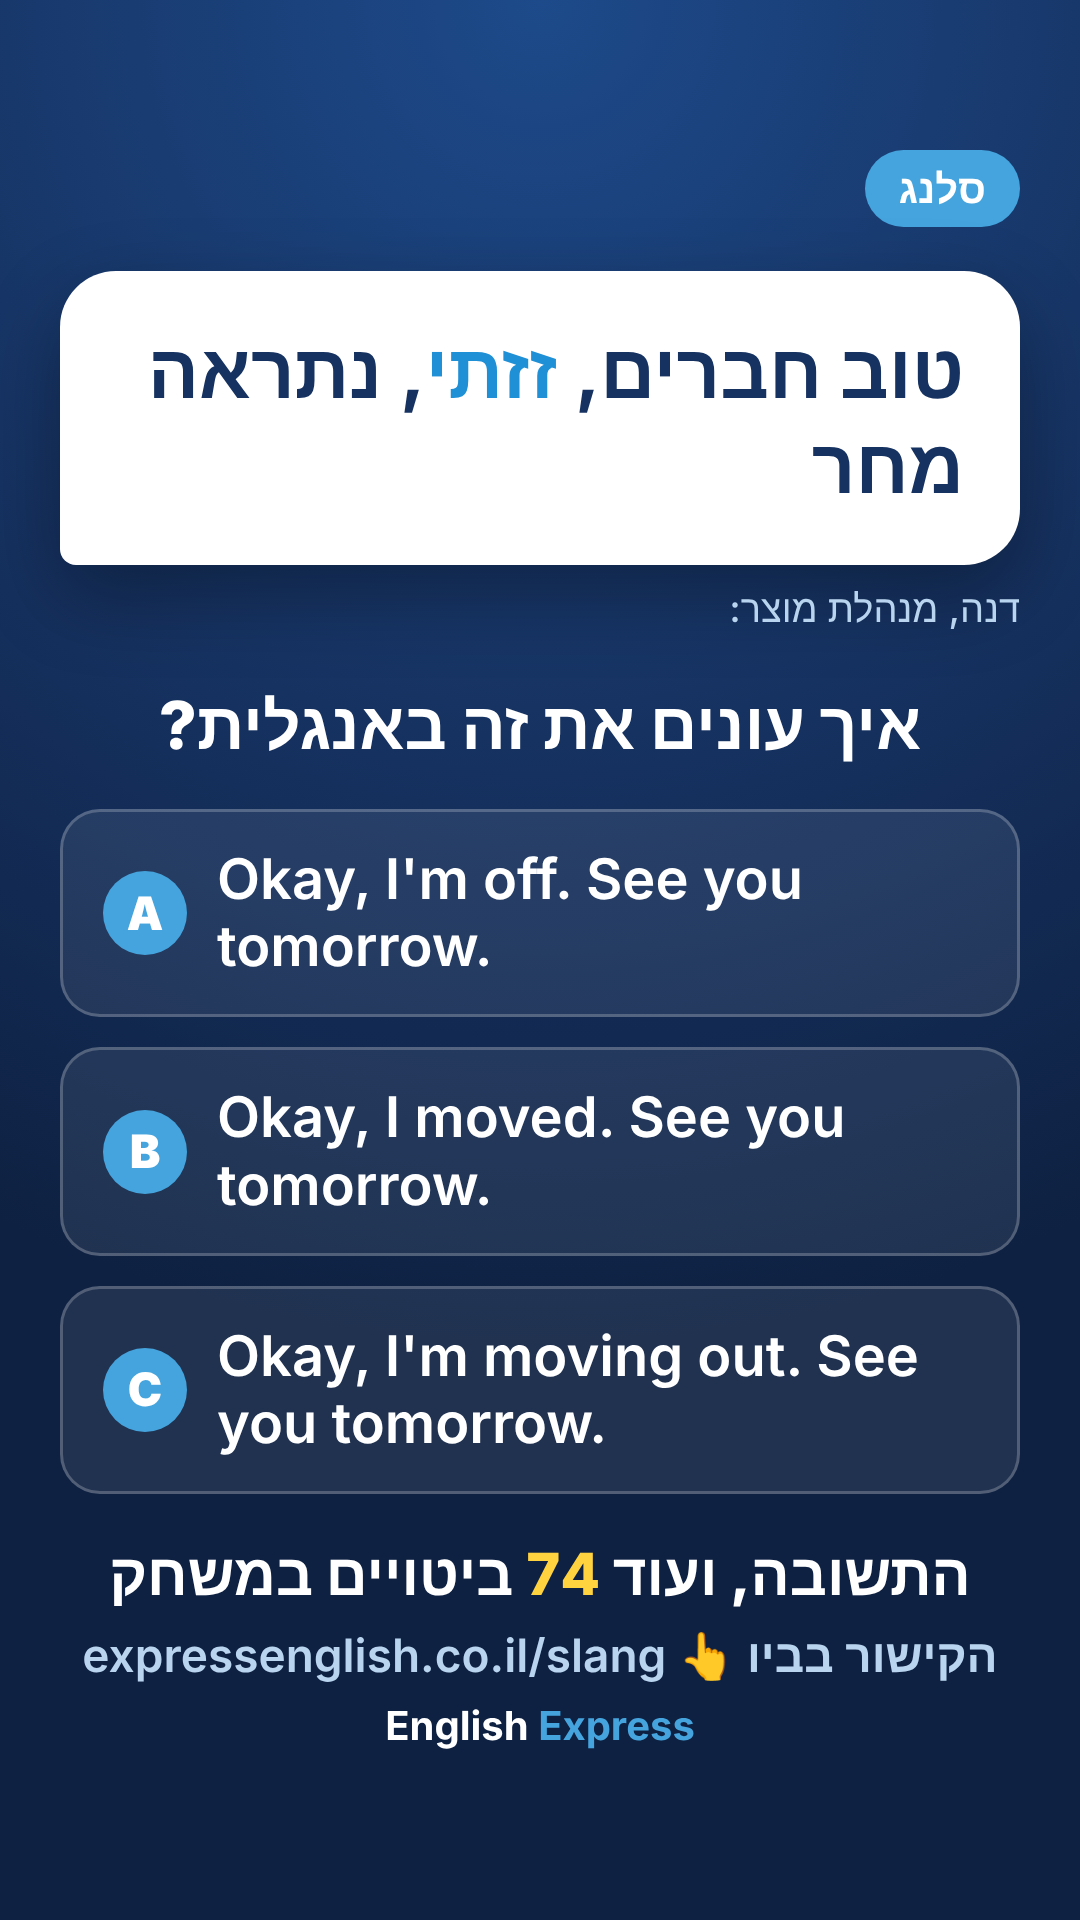 סלנג
טוב חברים, זזתי, נתראה
מחר
דנה, מנהלת מוצר:
איך עונים את זה באנגלית?
A
Okay, I'm off. See you
tomorrow.
B
Okay, I moved. See you
tomorrow.
C
Okay, I'm moving out. See
you tomorrow.
התשובה, ועוד 74 ביטויים במשחק
הקישור בביו 👆 expressenglish.co.il/slang
English Express